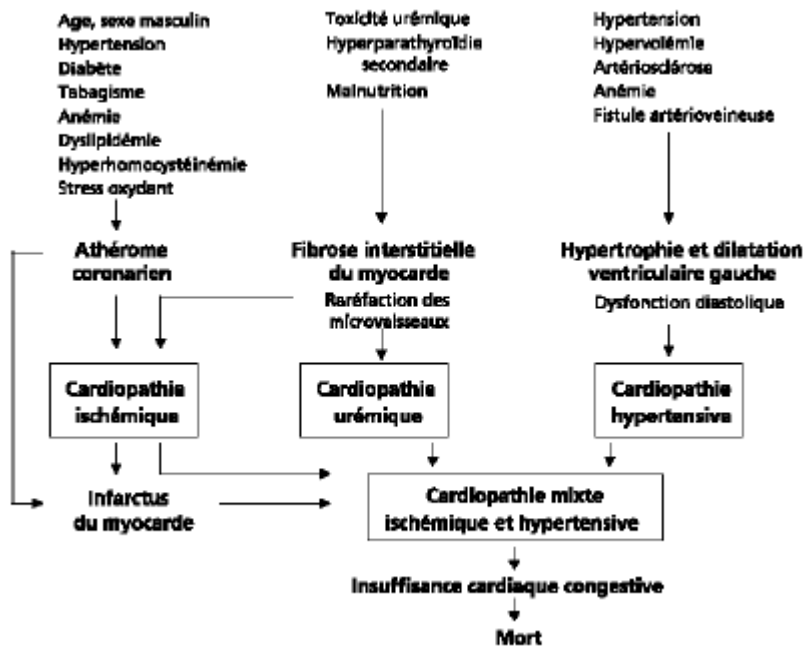 Age, sexe masculin
Hypertension
Diabète
Tabagisme
Anémie
Dyslipidémie
Hyperhomocystéinémie
Stress oxydant
Toxicité urémique
Hyperparathyroïdie
secondaire
Malnutrition
Hypertension
Hypervolémie
Artériosclérose
Anémie
Fistule artérioveineuse
Athérome
coronarien
Fibrose interstitielle
du myocarde
Raréfaction des
microvaisseaux
Hypertrophie et dilatation
ventriculaire gauche
Dysfonction diastolique
Cardiopathie
ischémique
Cardiopathie
urémique
Cardiopathie
hypertensive
Infarctus
du myocarde
Cardiopathie mixte
ischémique et hypertensive
Insuffisance cardiaque congestive
Mort